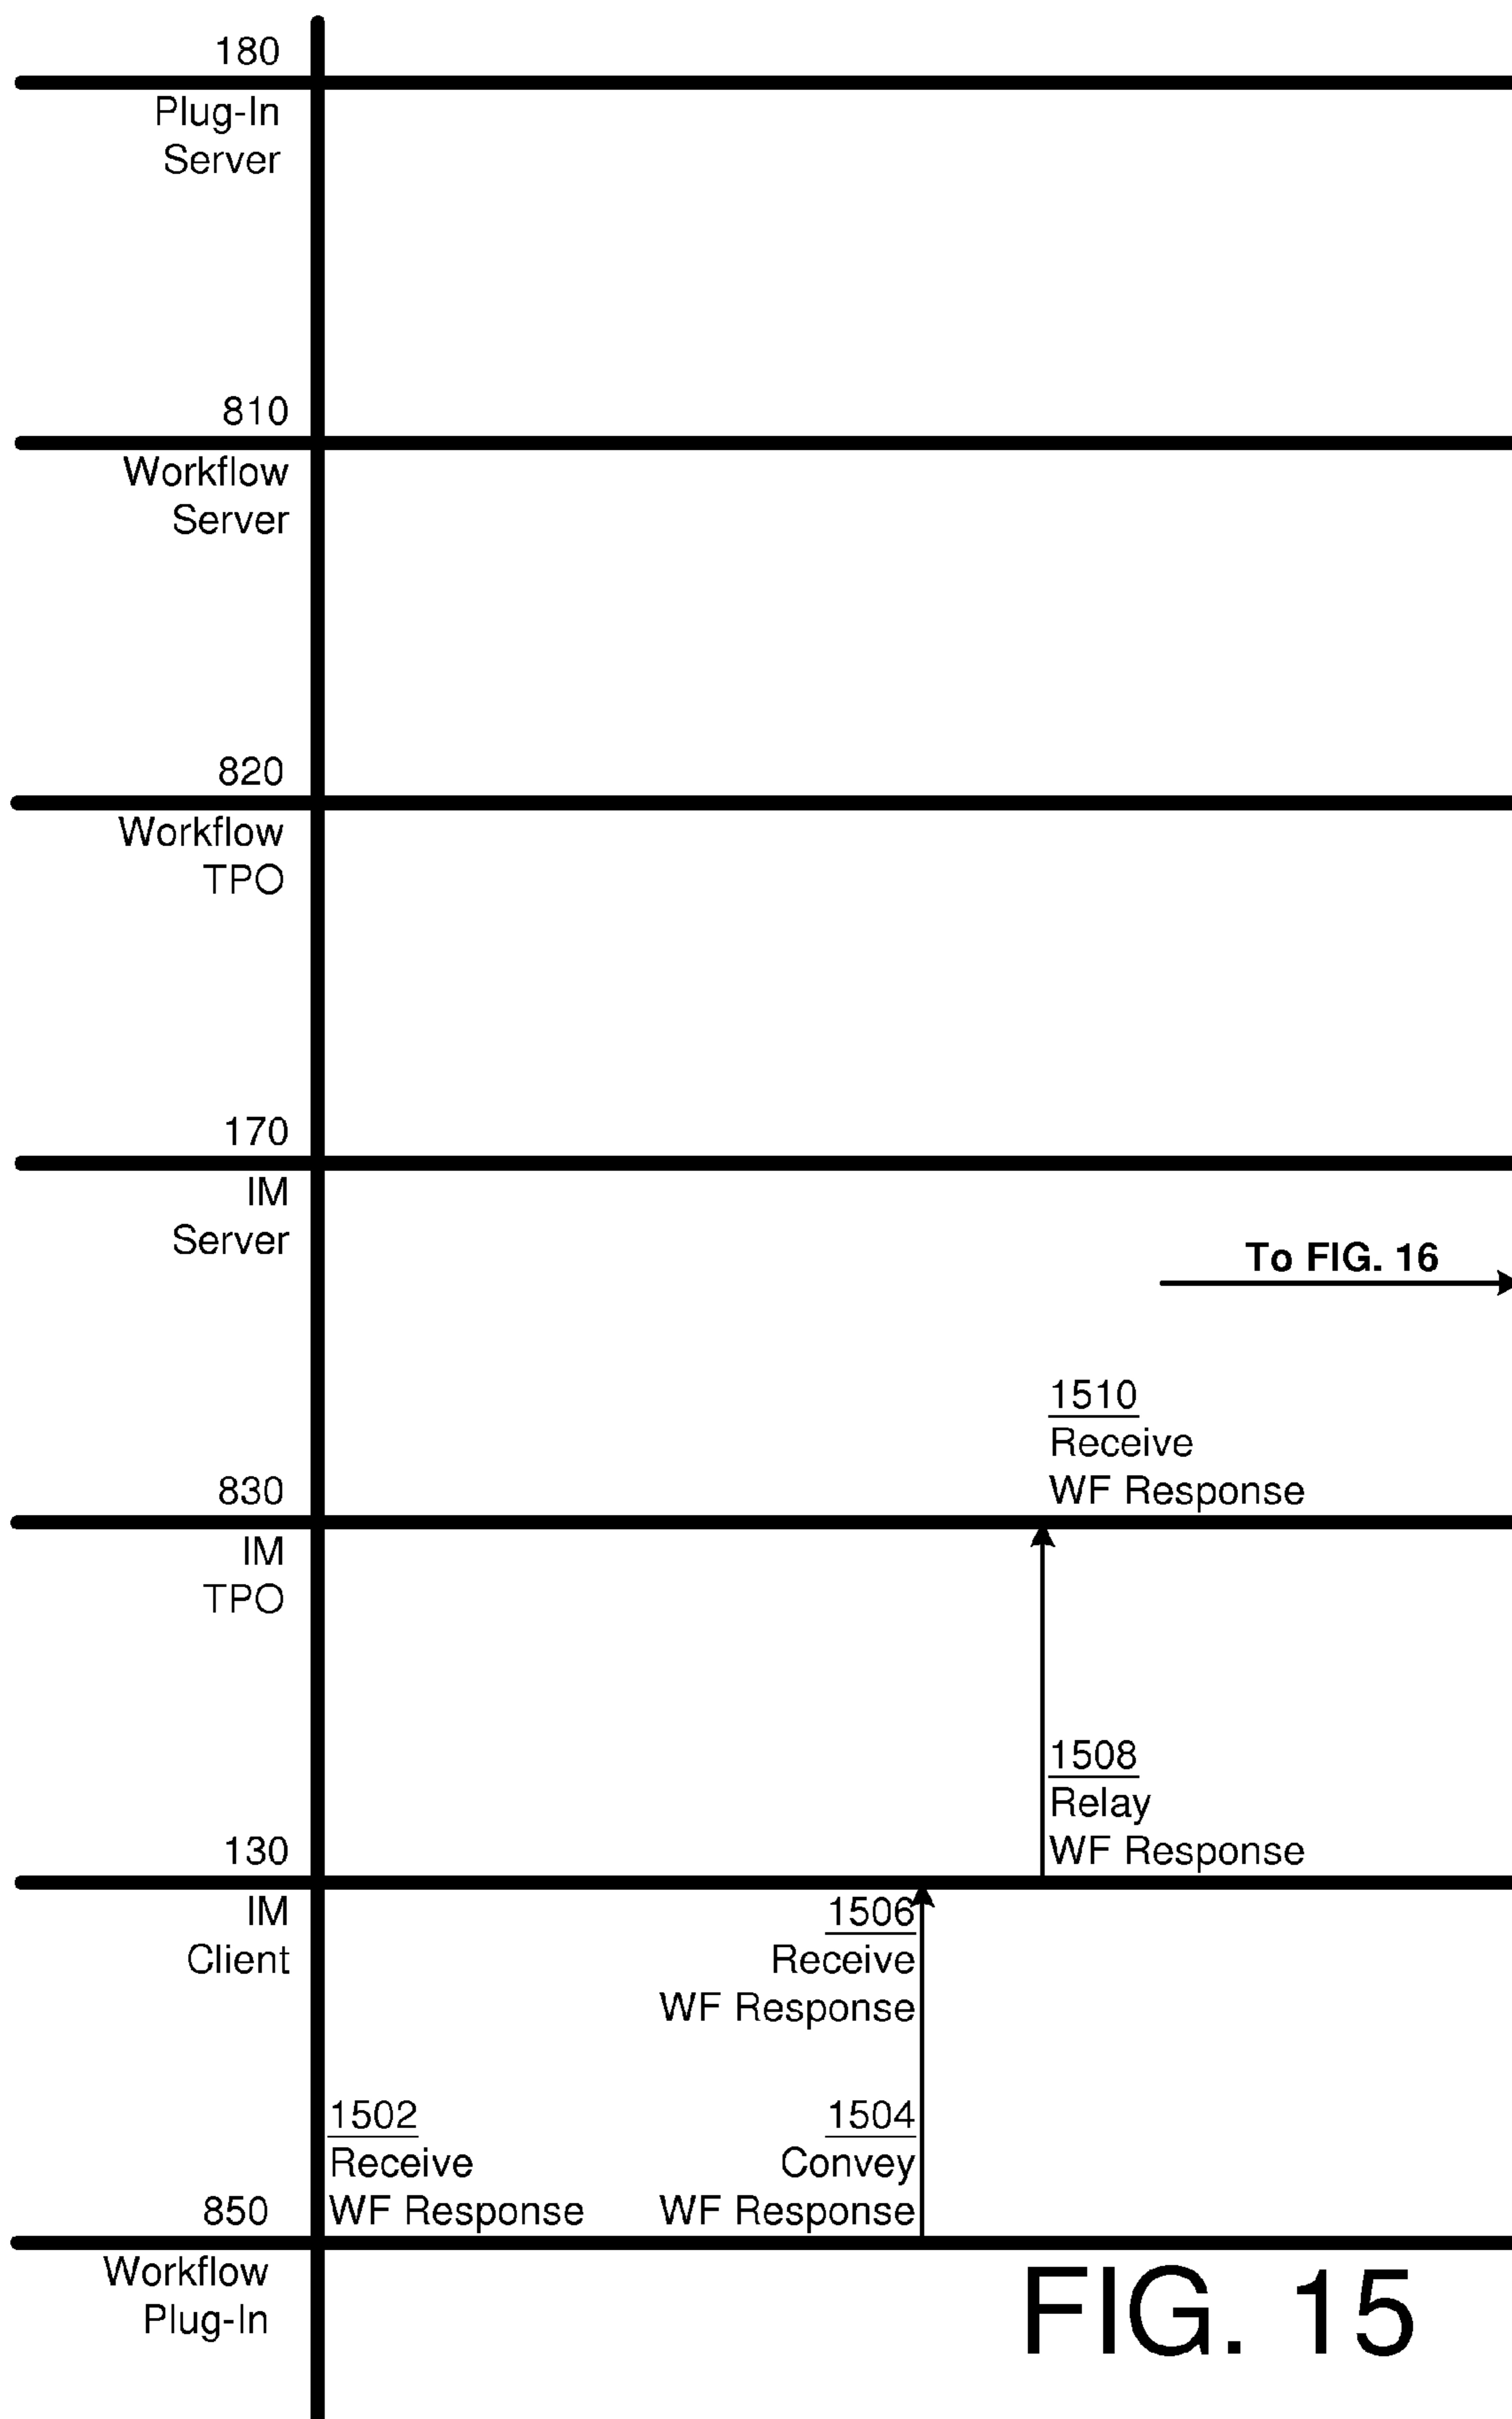 180
Plug-In
Server
810
Workflow
Server
820
Workflow
TPO
170
IM
Server
To FIG. 16
1510
Receive
WF Response
830
IM
TPO
1508
Relay
WF Response
130
IM
Client
1506
Receive
WF Response
1502
Receive
WF Response
1504
Convey
WF Response
850
Workflow
Plug-In
FIG. 15